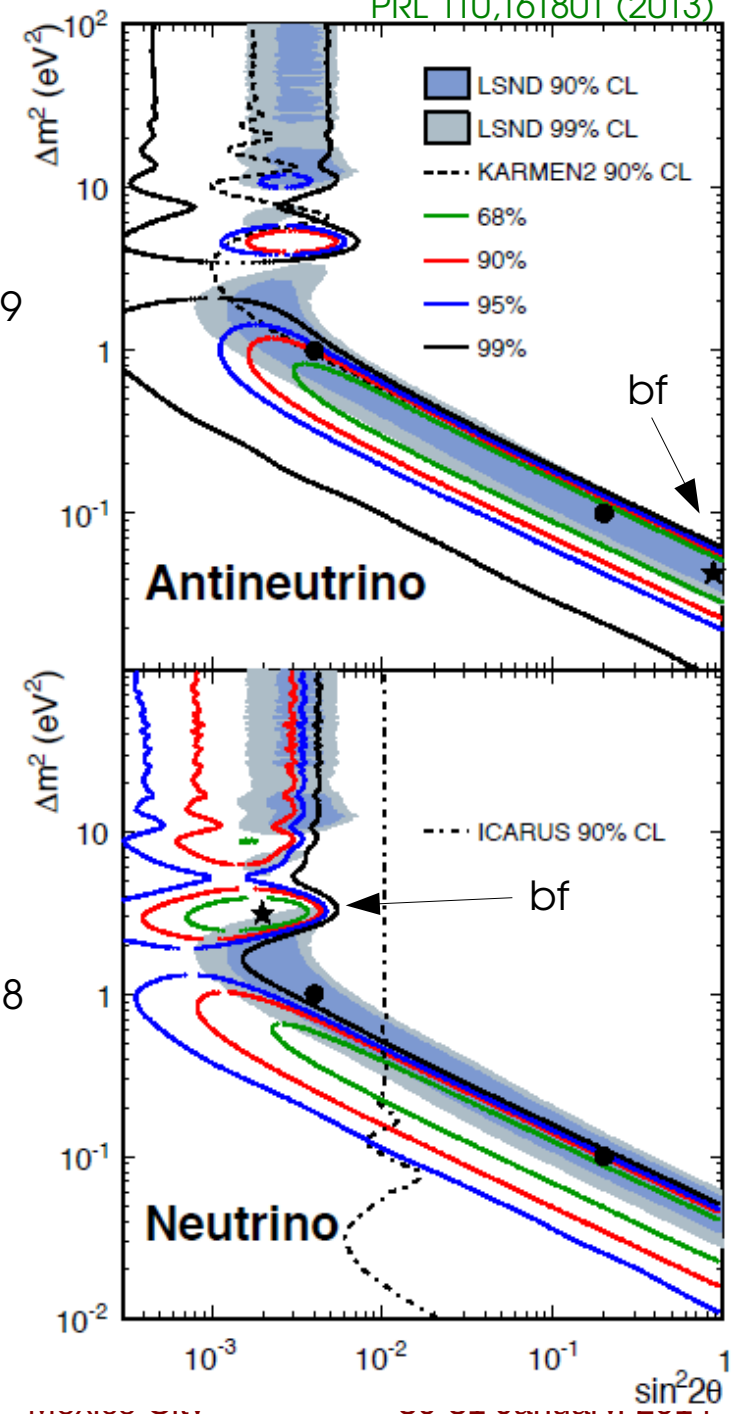 PRL 110,161801 (2013)
10²
Δm² (eV²)
LSND 90% CL
LSND 99% CL
KARMEN2 90% CL
10
68%
90%
9
95%
1
99%
bf
10⁻¹
Antineutrino
Δm² (eV²)
10
ICARUS 90% CL
bf
8
1
10⁻¹
Neutrino
10⁻²
10⁻³
10⁻²
10⁻¹
1
sin²2θ